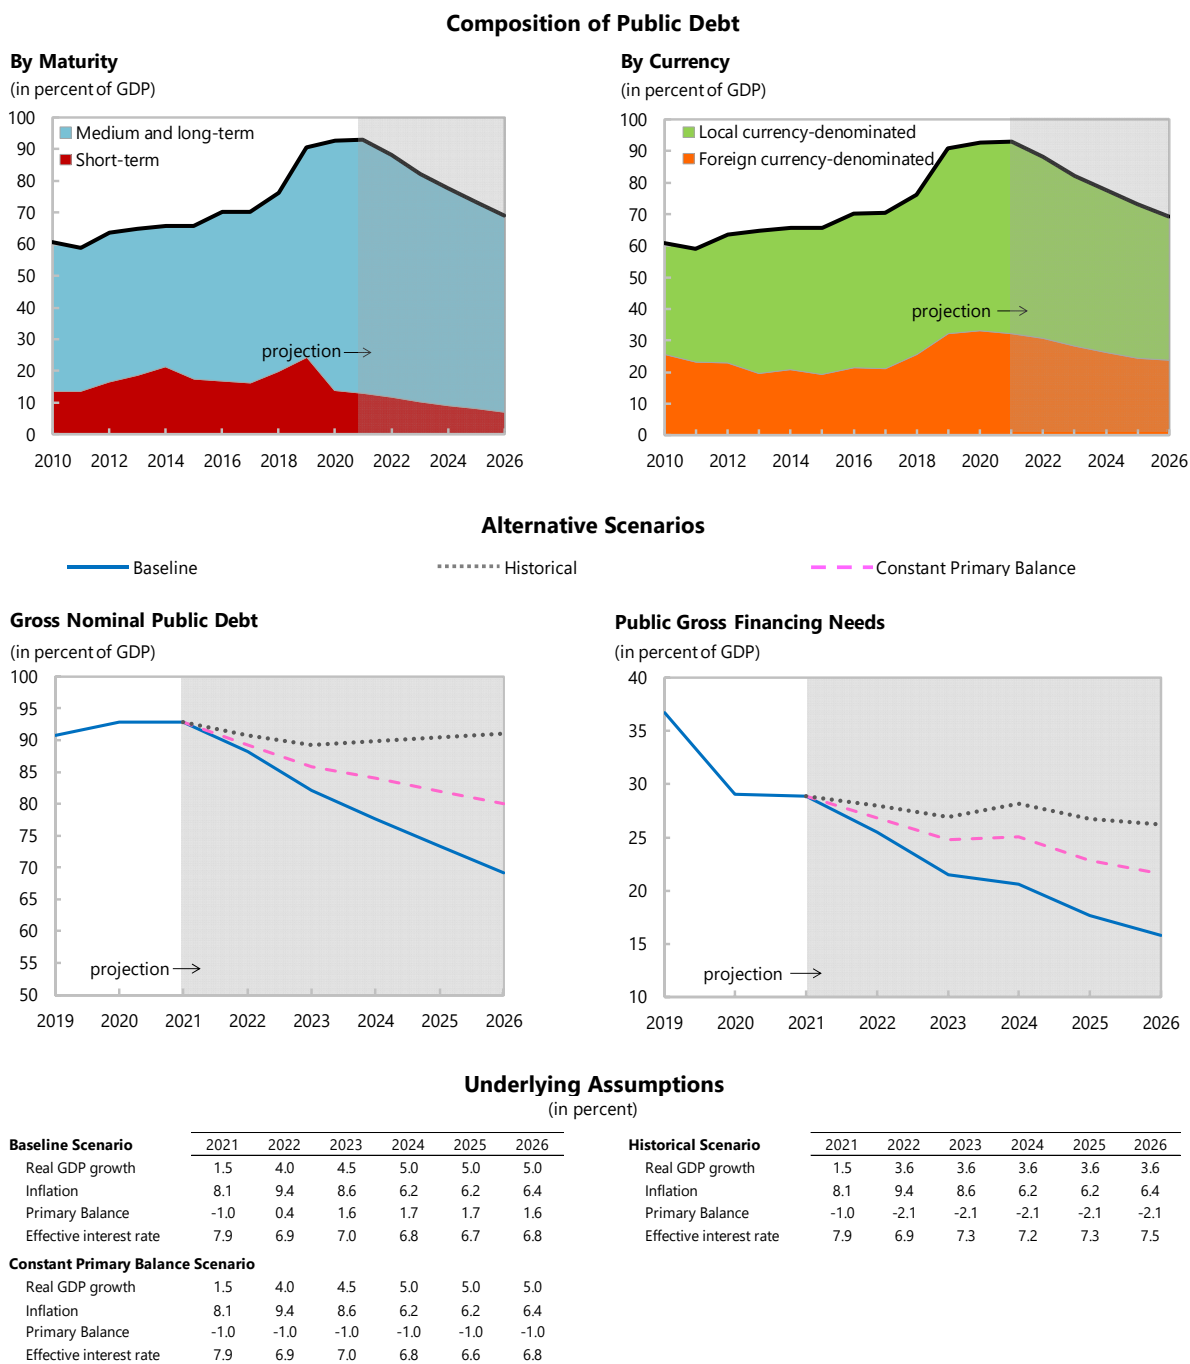 Composition of Public Debt
By Maturity
(in percent of GDP)
100
90
80
70
60
50
40
30
20
10
0
Medium and long-term
Short-term
projection
2010 2012 2014 2016 2018 2020 2022 2024 2026
By Currency
(in percent of GDP)
100
90
80
70
60
50
40
30
20
10
0
Local currency-denominated
Foreign currency-denominated
projection
2010 2012 2014 2016 2018 2020 2022 2024 2026
Alternative Scenarios
Baseline Historical Constant Primary Balance
Gross Nominal Public Debt
(in percent of GDP)
100
95
90
85
80
75
70
65
60
55
50
projection
2019 2020 2021 2022 2023 2024 2025 2026
Public Gross Financing Needs
(in percent of GDP)
40
35
30
25
20
15
10
projection
2019 2020 2021 2022 2023 2024 2025 2026
Underlying Assumptions
(in percent)
Baseline Scenario 2021 2022 2023 2024 2025 2026
Real GDP growth 1.5 4.0 4.5 5.0 5.0 5.0
Inflation 8.1 9.4 8.6 6.2 6.2 6.4
Primary Balance -1.0 0.4 1.6 1.7 1.7 1.6
Effective interest rate 7.9 6.9 7.0 6.8 6.7 6.8
Constant Primary Balance Scenario
Real GDP growth 1.5 4.0 4.5 5.0 5.0 5.0
Inflation 8.1 9.4 8.6 6.2 6.2 6.4
Primary Balance -1.0 -1.0 -1.0 -1.0 -1.0 -1.0
Effective interest rate 7.9 6.9 7.0 6.8 6.6 6.8
Historical Scenario 2021 2022 2023 2024 2025 2026
Real GDP growth 1.5 3.6 3.6 3.6 3.6 3.6
Inflation 8.1 9.4 8.6 6.2 6.2 6.4
Primary Balance -1.0 -2.1 -2.1 -2.1 -2.1 -2.1
Effective interest rate 7.9 6.9 7.3 7.2 7.3 7.5